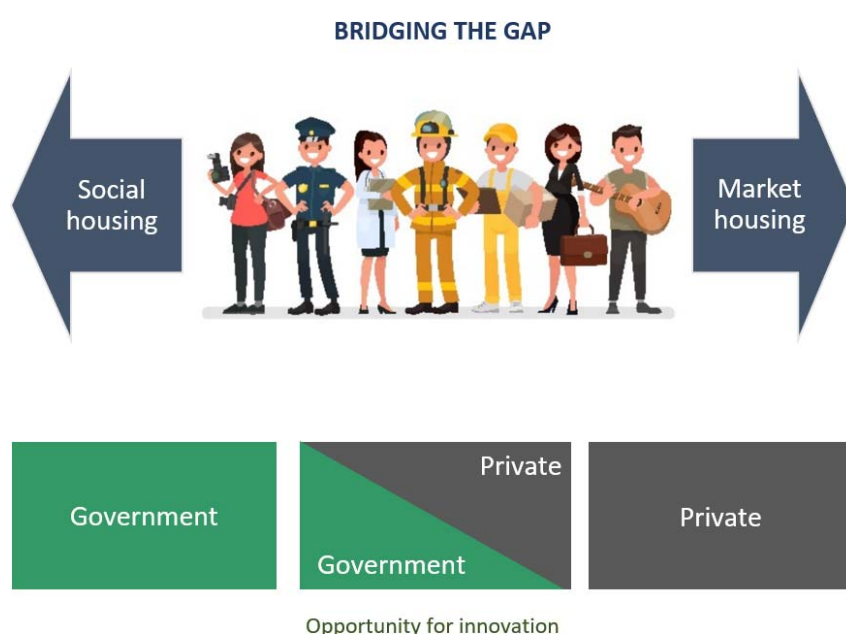 BRIDGING THE GAP
Social
housing
Market
housing
Government
Private
Government
Private
Opportunity for innovation